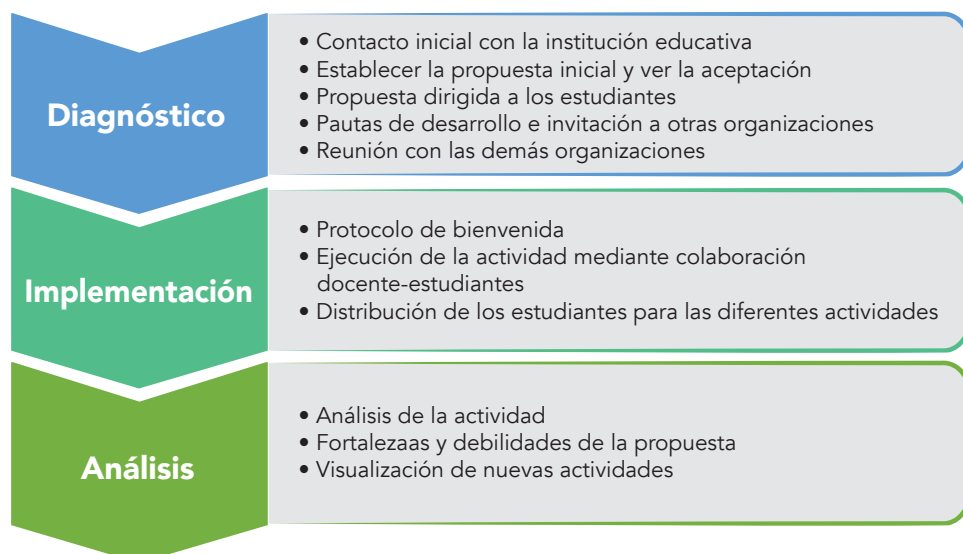 Diagnóstico
• Contacto inicial con la institución educativa
• Establecer la propuesta inicial y ver la aceptación
• Propuesta dirigida a los estudiantes
• Pautas de desarrollo e invitación a otras organizaciones
• Reunión con las demás organizaciones
Implementación
• Protocolo de bienvenida
• Ejecución de la actividad mediante colaboración
docente-estudiantes
• Distribución de los estudiantes para las diferentes actividades
Análisis
• Análisis de la actividad
• Fortalezaas y debilidades de la propuesta
• Visualización de nuevas actividades